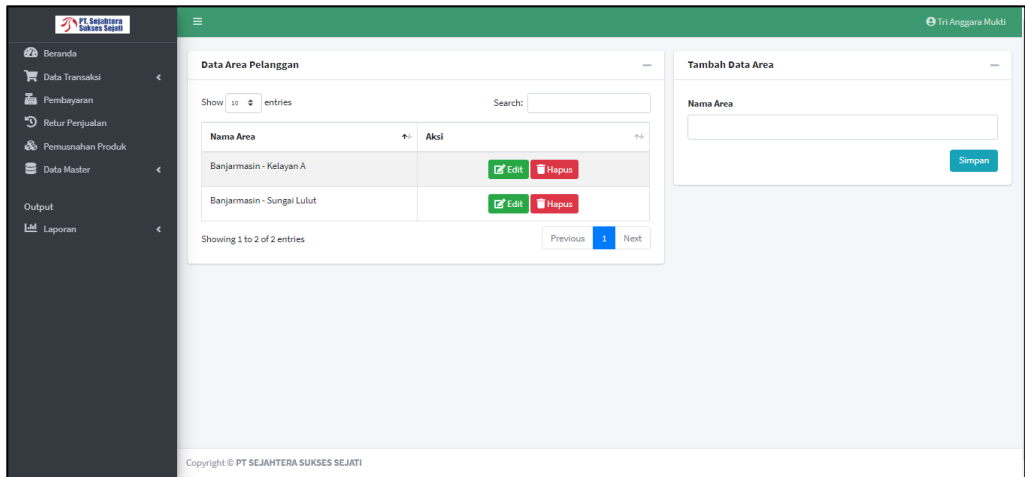 PT. Sejahtera
Sukses Sejati
Tri Anggara Mukti
Beranda
Data Transaksi
Pembayaran
Retur Penjualan
Pemusnahan Produk
Data Master
Output
Laporan
Data Area Pelanggan
Show 10 entries
Search:
Nama Area Aksi
Banjarmasin - Kelayan A Edit Hapus
Banjarmasin - Sungai Lulut Edit Hapus
Showing 1 to 2 of 2 entries
Previous 1 Next
Tambah Data Area
Nama Area
Simpan
Copyright © PT SEJAHTERA SUKSES SEJATI